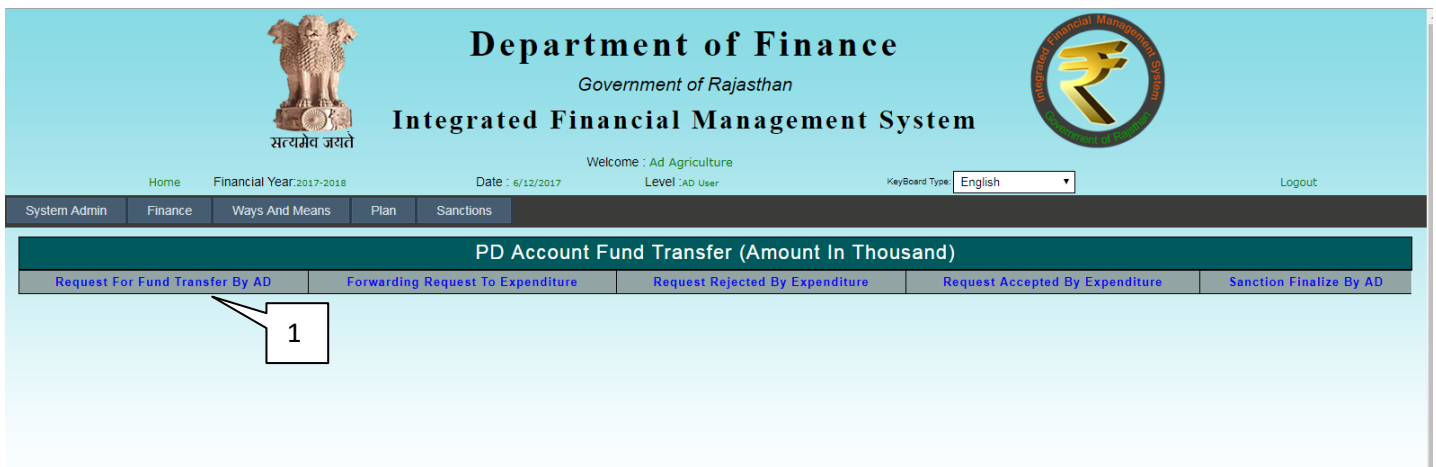 Department of Finance
Government of Rajasthan
Integrated Financial Management System
सत्यमेव जयते
Integrated Financial Management System
Government of Rajasthan
Welcome : Ad Agriculture
Home Financial Year:2017-2018 Date : 6/12/2017 Level :AD User KeyBoard Type: English Logout
System Admin Finance Ways And Means Plan Sanctions
PD Account Fund Transfer (Amount In Thousand)
Request For Fund Transfer By AD Forwarding Request To Expenditure Request Rejected By Expenditure Request Accepted By Expenditure Sanction Finalize By AD
1